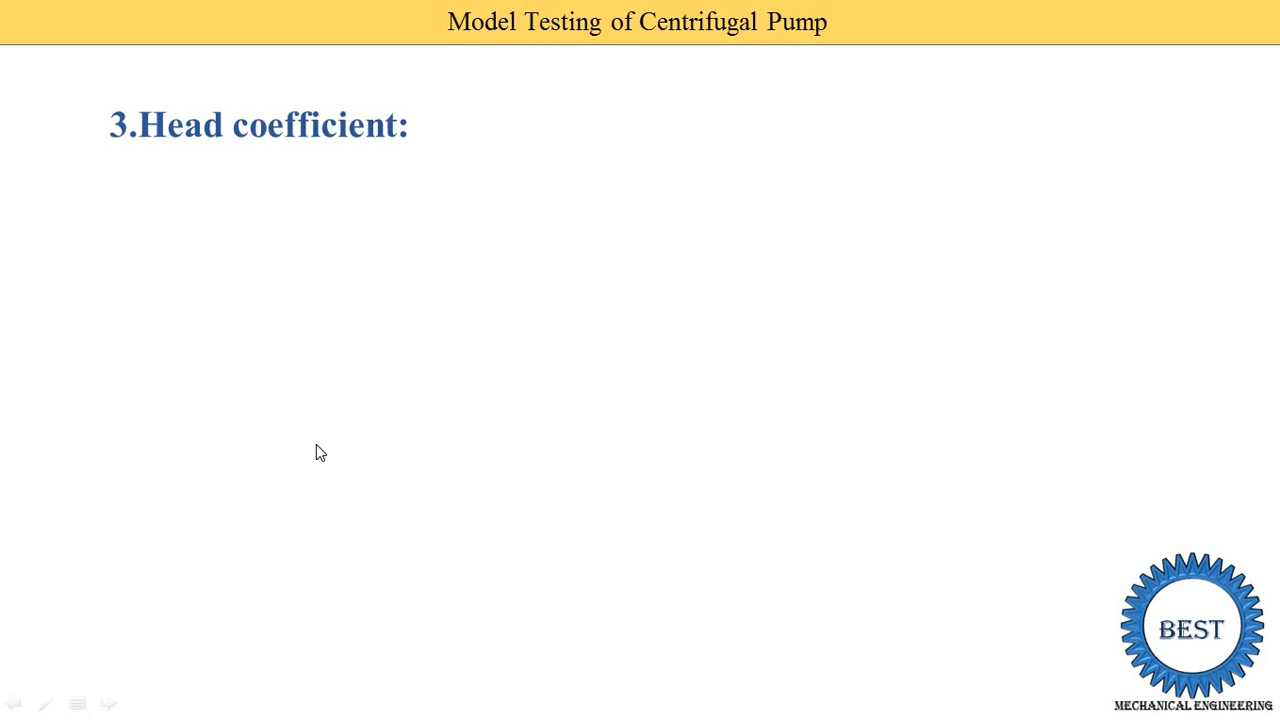 Model Testing of Centrifugal Pump
3.Head coefficient:
BEST
MECHANICAL ENGINEERING